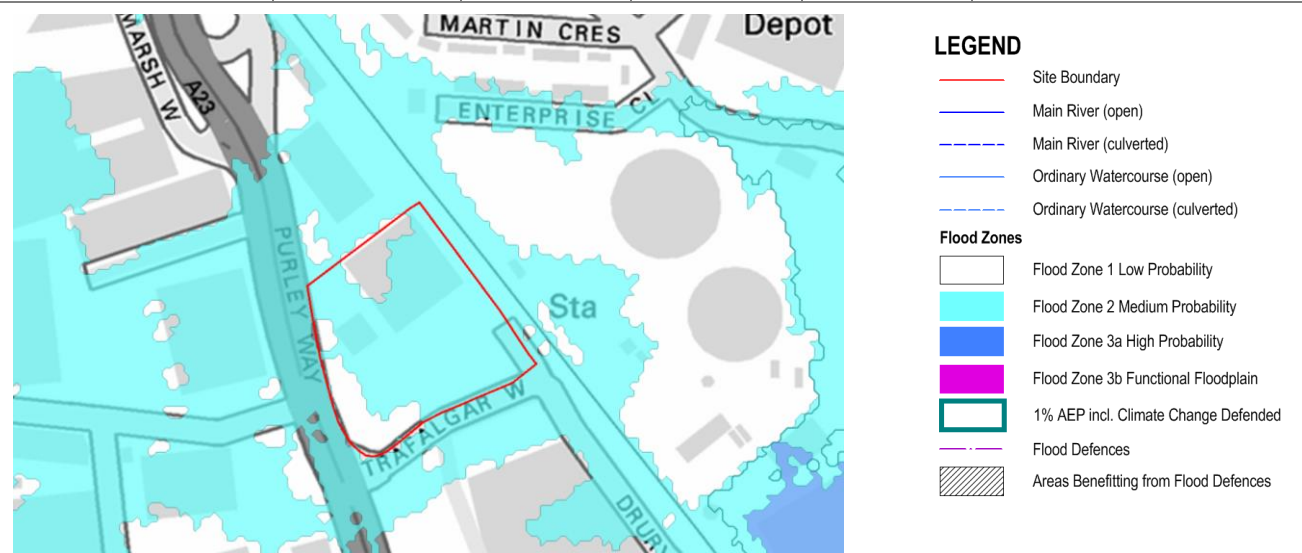 MARTIN CRES
Depot
MARSH W
A23
ENTERPRISE CL
PURLEY WAY
Sta
TRAFALGAR W
DRURY
LEGEND
Site Boundary
Main River (open)
Main River (culverted)
Ordinary Watercourse (open)
Ordinary Watercourse (culverted)
Flood Zones
Flood Zone 1 Low Probability
Flood Zone 2 Medium Probability
Flood Zone 3a High Probability
Flood Zone 3b Functional Floodplain
1% AEP incl. Climate Change Defended
Flood Defences
Areas Benefitting from Flood Defences